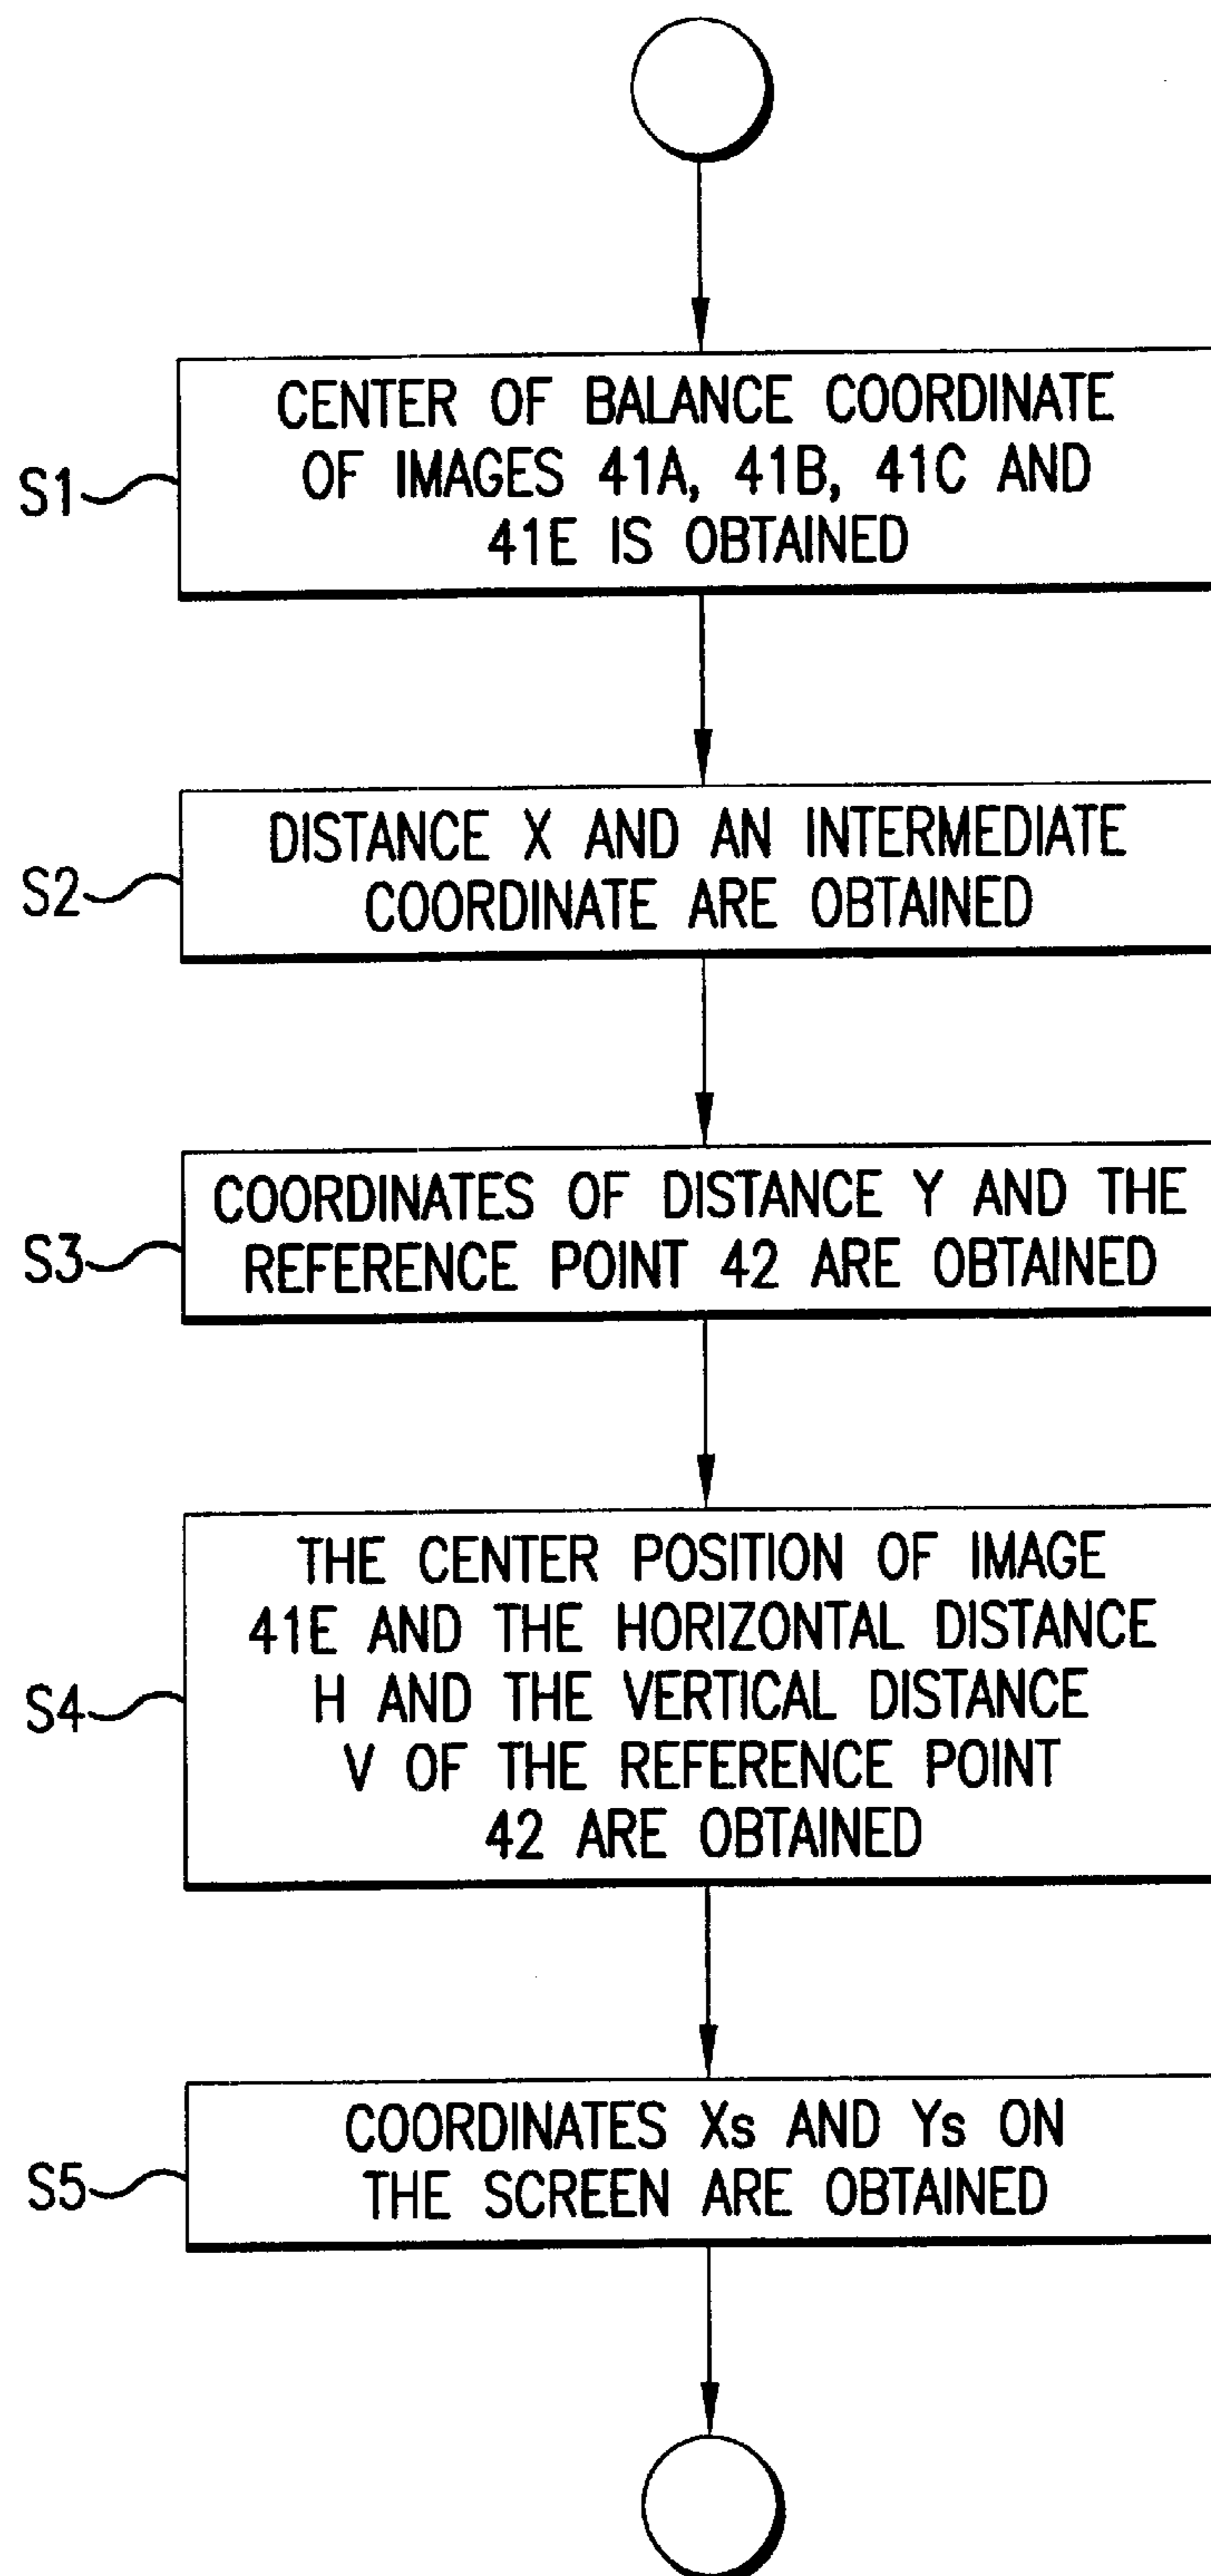 S1
CENTER OF BALANCE COORDINATE
OF IMAGES 41A, 41B, 41C AND
41E IS OBTAINED
S2
DISTANCE X AND AN INTERMEDIATE
COORDINATE ARE OBTAINED
S3
COORDINATES OF DISTANCE Y AND THE
REFERENCE POINT 42 ARE OBTAINED
S4
THE CENTER POSITION OF IMAGE
41E AND THE HORIZONTAL DISTANCE
H AND THE VERTICAL DISTANCE
V OF THE REFERENCE POINT
42 ARE OBTAINED
S5
COORDINATES Xs AND Ys ON
THE SCREEN ARE OBTAINED